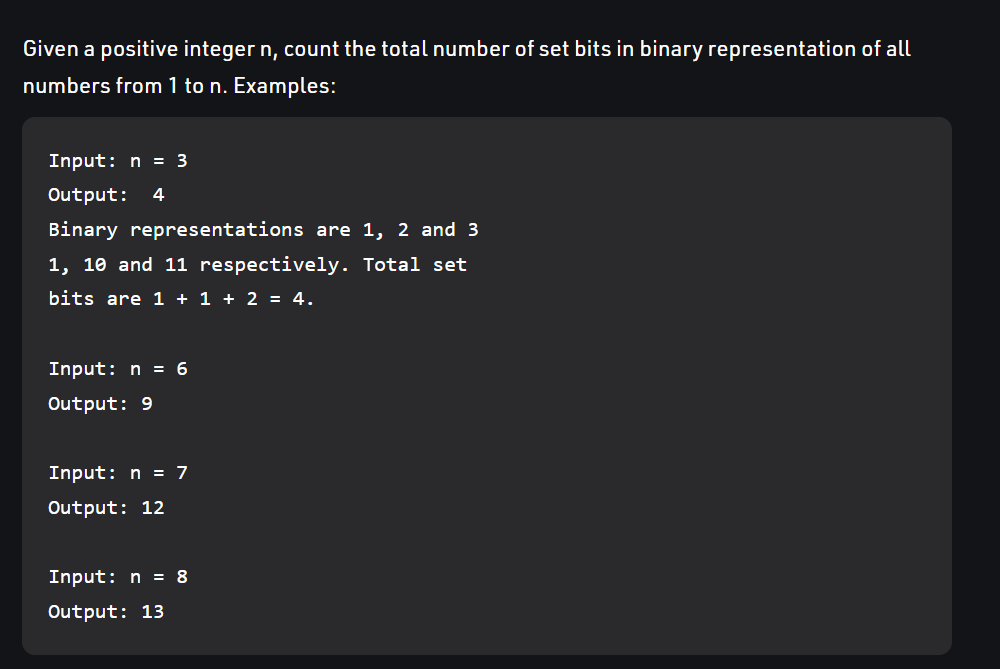 Given a positive integer n, count the total number of set bits in binary representation of all
numbers from 1 to n. Examples:
Input: n = 3
Output:  4
Binary representations are 1, 2 and 3
1, 10 and 11 respectively. Total set
bits are 1 + 1 + 2 = 4.
Input: n = 6
Output: 9
Input: n = 7
Output: 12
Input: n = 8
Output: 13